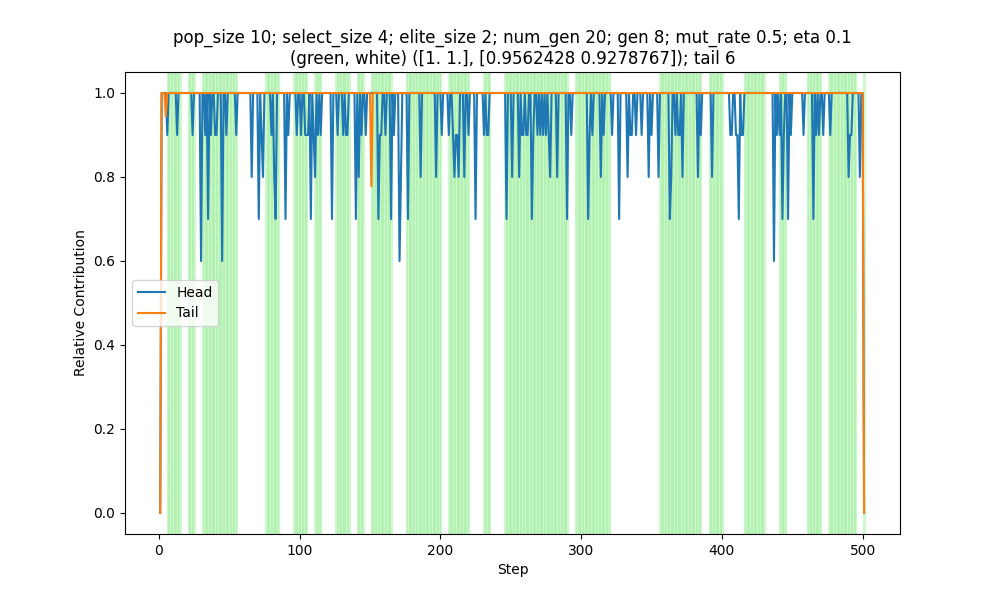 pop_size 10; select_size 4; elite_size 2; num_gen 20; gen 8; mut_rate 0.5; eta 0.1
(green, white) ([1. 1.], [0.9562428 0.9278767]); tail 6
1.0
0.8
0.6
0.4
0.2
0.0
Relative Contribution
Head
Tail
0
100
200
300
400
500
Step